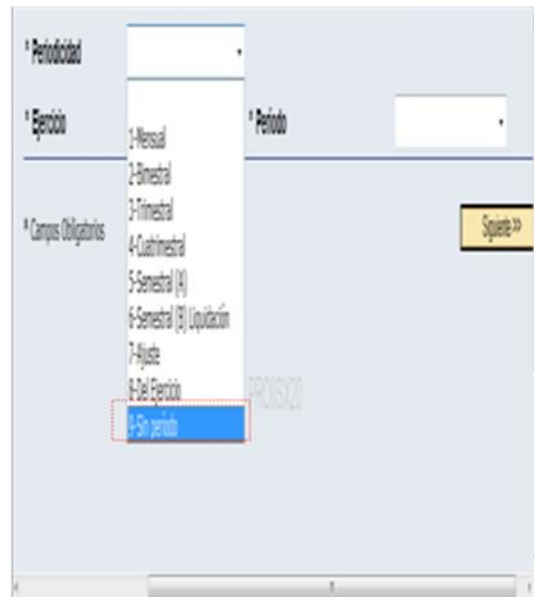 * Periodicidad
* Ejercicio
* Periodo
1-Mensual
2-Bimestral
3-Trimestral
4-Cuatrimestral
5-Semestral (A)
6-Semestral (B) Liquidación
7-Ajuste
8-Del Ejercicio
9-Sin periodo
* Campos Obligatorios
Siguiente >>